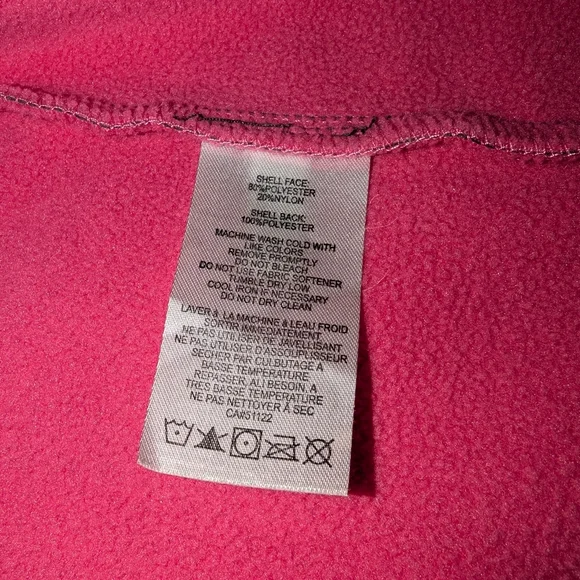 SHELL FACE:
80%POLYESTER
20%NYLON
SHELL BACK:
100%POLYESTER
MACHINE WASH COLD WITH
LIKE COLORS
REMOVE PROMPTLY
DO NOT BLEACH
DO NOT USE FABRIC SOFTENER
TUMBLE DRY LOW
COOL IRON IF NECESSARY
DO NOT DRY CLEAN
LAVER À LA MACHINE À LEAU FROID
SORTIR IMMÉDIATEMENT
NE PAS UTILISER DE JAVELLISANT
NE PAS UTILISER D'ASSOUPLISSEUR
SÉCHER PAR CULBUTAGE À
BASSE TEMPÉRATURE
REPASSER, AU BESOIN, À
TRÈS BASSE TEMPÉRATURE
NE PAS NETTOYER À SEC
CA#51122